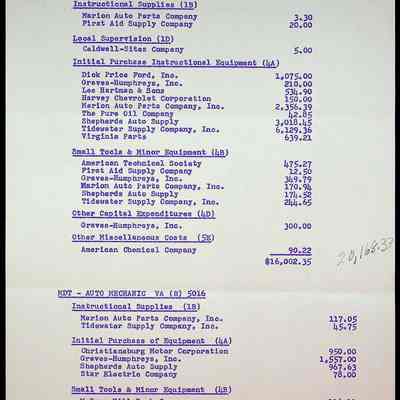 Instructional Supplies (1B)
Marion Auto Parts Company 3.30
First Aid Supply Company 20.00
Local Supervision (1D)
Caldwell-Sites Company 5.00
Initial Purchase Instructional Equipment (4A)
Dick Price Ford, Inc. 1,075.00
Graves-Humphreys, Inc. 210.00
Lee Hartman & Sons 534.90
Harvey Chevrolet Corporation 150.00
Marion Auto Parts Company, Inc. 2,356.39
The Pure Oil Company 42.85
Shepherds Auto Supply 3,018.45
Tidewater Supply Company, Inc. 6,129.36
Virginia Parts 639.21
Small Tools & Minor Equipment (4B)
American Technical Society 475.27
First Aid Supply Company 12.50
Graves-Humphreys, Inc. 349.79
Marion Auto Parts Company, Inc. 170.94
Shepherds Auto Supply 174.52
Tidewater Supply Company, Inc. 244.65
Other Capital Expenditures (4D)
Graves-Humphreys, Inc. 300.00
Other Miscellaneous Costs (5E)
American Chemical Company 90.22
$16,002.35
20,168.33
MDT - AUTO MECHANIC VA (8) 5016
Instructional Supplies (1B)
Marion Auto Parts Company, Inc. 117.05
Tidewater Supply Company, Inc. 45.75
Initial Purchase of Equipment (4A)
Christiansburg Motor Corporation 950.00
Graves-Humphreys, Inc. 1,557.00
Shepherds Auto Supply 967.63
Star Electric Company 78.00
Small Tools & Minor Equipment (4B)